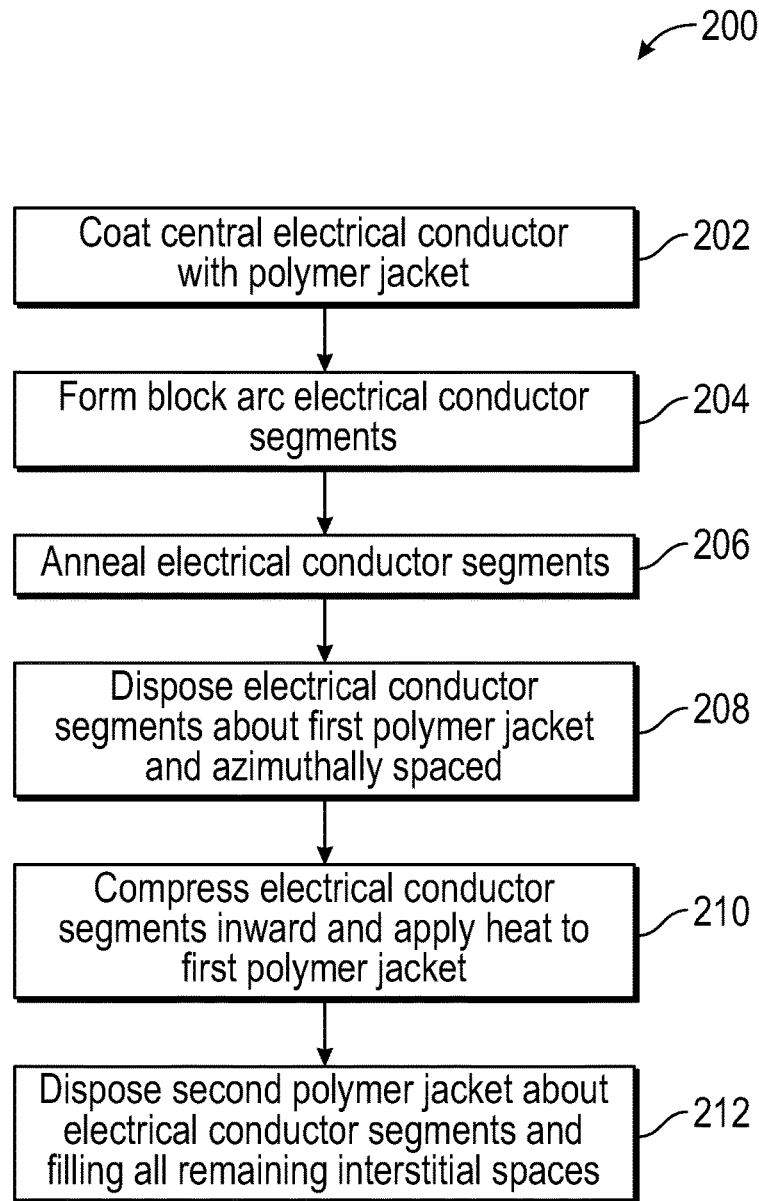 200
Coat central electrical conductor
with polymer jacket
202
Form block arc electrical conductor
segments
204
Anneal electrical conductor segments
206
Dispose electrical conductor
segments about first polymer jacket
and azimuthally spaced
208
Compress electrical conductor
segments inward and apply heat to
first polymer jacket
210
Dispose second polymer jacket about
electrical conductor segments and
filling all remaining interstitial spaces
212